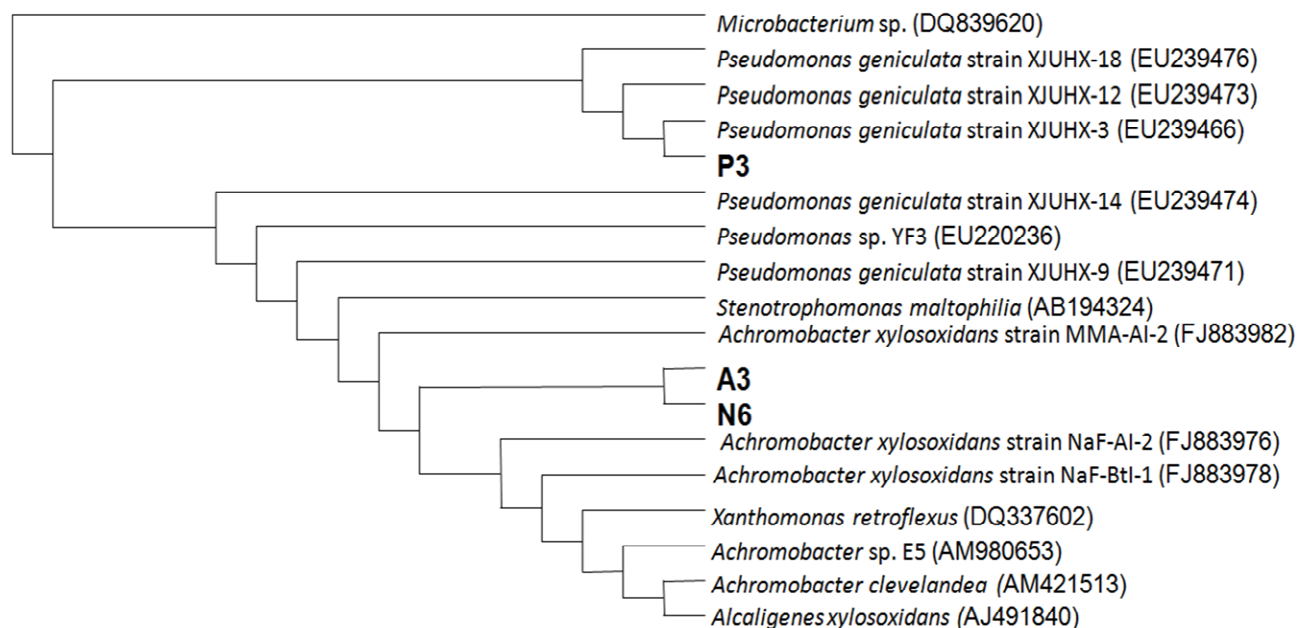 Microbacterium sp. (DQ839620)
Pseudomonas geniculata strain XJUHX-18 (EU239476)
Pseudomonas geniculata strain XJUHX-12 (EU239473)
Pseudomonas geniculata strain XJUHX-3 (EU239466)
P3
Pseudomonas geniculata strain XJUHX-14 (EU239474)
Pseudomonas sp. YF3 (EU220236)
Pseudomonas geniculata strain XJUHX-9 (EU239471)
Stenotrophomonas maltophilia (AB194324)
Achromobacter xylosoxidans strain MMA-AI-2 (FJ883982)
A3
N6
Achromobacter xylosoxidans strain NaF-AI-2 (FJ883976)
Achromobacter xylosoxidans strain NaF-BtI-1 (FJ883978)
Xanthomonas retroflexus (DQ337602)
Achromobacter sp. E5 (AM980653)
Achromobacter clevelandea (AM421513)
Alcaligenes xylosoxidans (AJ491840)